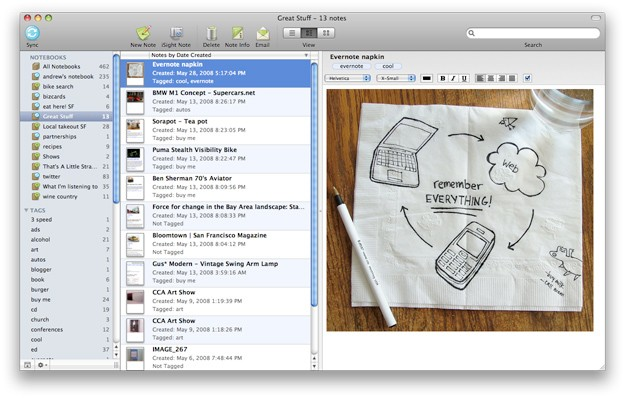 Great Stuff – 13 notes
Sync
New Note
iSight Note
Delete
Note Info
Email
View
Search
NOTEBOOKS
All Notebooks 462
andrew's notebook 235
bike search 14
bizcards 31
eat here! SF 6
Great Stuff 13
Local takeout SF 13
partnerships 1
recipes 9
Shows 2
That's A Little Stra... 21
twitter 83
What I'm listening to 35
wine country 11
TAGS
3 speed 1
ads 2
alcohol 21
art 7
autos 1
blogger 1
book 6
burger 1
buy me 24
cd 19
church 3
conferences 12
cool 1
ed 37
Notes by Date Created
Evernote napkin
Created: May 28, 2008 5:17:04 PM
Tagged: cool, evernote
BMW M1 Concept - Supercars.net
Created: May 13, 2008 8:26:17 PM
Tagged: autos
Sorapot - Tea pot
Created: May 13, 2008 8:23:05 PM
Tagged: buy me
Puma Stealth Visibility Bike
Created: May 13, 2008 8:22:47 PM
Tagged: buy me
Ben Sherman 70's Aviator
Created: May 13, 2008 8:09:56 PM
Tagged: buy me
Force for change in the Bay Area landscape: Sta...
Created: May 13, 2008 8:08:33 PM
Not Tagged
Bloomtown | San Francisco Magazine
Created: May 13, 2008 8:04:12 PM
Not Tagged
Gus* Modern - Vintage Swing Arm Lamp
Created: May 13, 2008 3:59:16 AM
Tagged: buy me
CCA Art Show
Created: May 9, 2008 1:19:39 PM
Tagged: art
CCA Art Show
Created: May 9, 2008 1:18:26 PM
Tagged: art
IMAGE_267
Created: May 6, 2008 7:48:44 PM
Not Tagged
Evernote napkin
evernote cool
Helvetica
X-Small
B I U
web
remember
EVERYTHING!
-buy milk